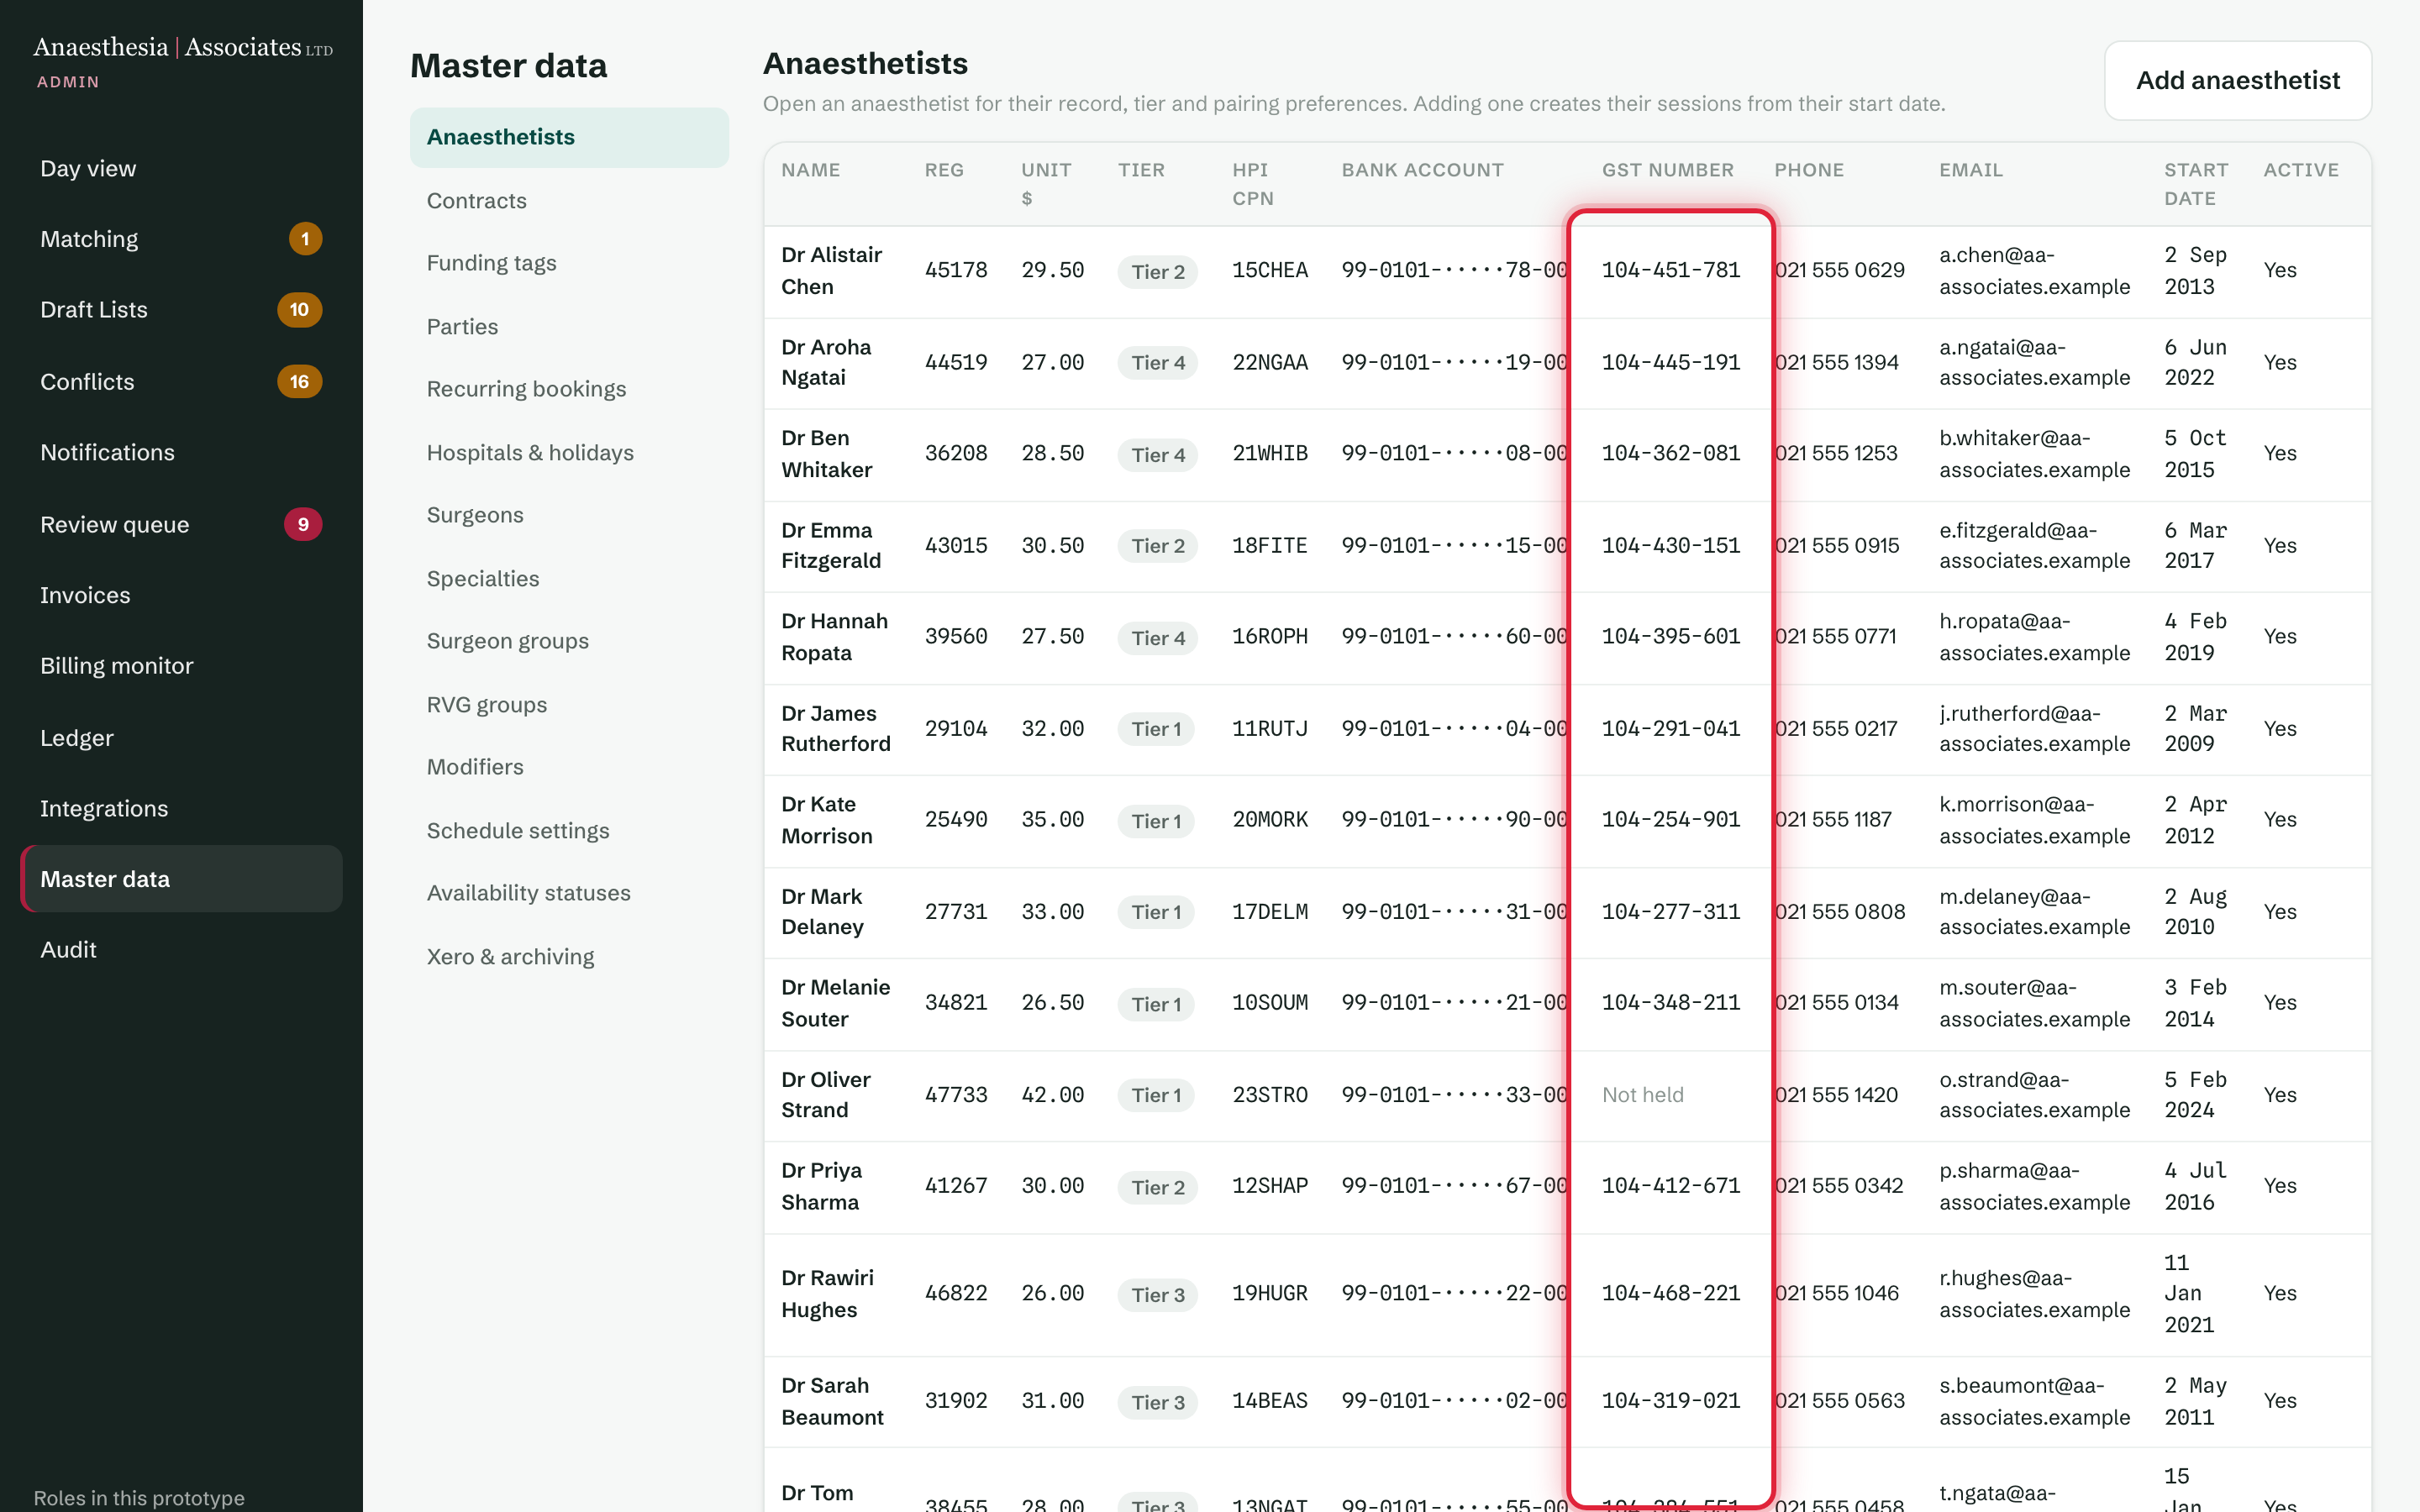 Anaesthesia | Associates LTD
ADMIN
Day view
Matching 1
Draft Lists 10
Conflicts 16
Notifications
Review queue 9
Invoices
Billing monitor
Ledger
Integrations
Master data
Audit
Roles in this prototype
Master data
Anaesthetists
Contracts
Funding tags
Parties
Recurring bookings
Hospitals & holidays
Surgeons
Specialties
Surgeon groups
RVG groups
Modifiers
Schedule settings
Availability statuses
Xero & archiving
Anaesthetists
Open an anaesthetist for their record, tier and pairing preferences. Adding one creates their sessions from their start date.
Add anaesthetist
NAME REG UNIT $ TIER HPI CPN BANK ACCOUNT GST NUMBER PHONE EMAIL START DATE ACTIVE
Dr Alistair Chen 45178 29.50 Tier 2 15CHEA 99-0101-·····78-00 104-451-781 021 555 0629 a.chen@aa-associates.example 2 Sep 2013 Yes
Dr Aroha Ngatai 44519 27.00 Tier 4 22NGAA 99-0101-·····19-00 104-445-191 021 555 1394 a.ngatai@aa-associates.example 6 Jun 2022 Yes
Dr Ben Whitaker 36208 28.50 Tier 4 21WHIB 99-0101-·····08-00 104-362-081 021 555 1253 b.whitaker@aa-associates.example 5 Oct 2015 Yes
Dr Emma Fitzgerald 43015 30.50 Tier 2 18FITE 99-0101-·····15-00 104-430-151 021 555 0915 e.fitzgerald@aa-associates.example 6 Mar 2017 Yes
Dr Hannah Ropata 39560 27.50 Tier 4 16ROPH 99-0101-·····60-00 104-395-601 021 555 0771 h.ropata@aa-associates.example 4 Feb 2019 Yes
Dr James Rutherford 29104 32.00 Tier 1 11RUTJ 99-0101-·····04-00 104-291-041 021 555 0217 j.rutherford@aa-associates.example 2 Mar 2009 Yes
Dr Kate Morrison 25490 35.00 Tier 1 20MORK 99-0101-·····90-00 104-254-901 021 555 1187 k.morrison@aa-associates.example 2 Apr 2012 Yes
Dr Mark Delaney 27731 33.00 Tier 1 17DELM 99-0101-·····31-00 104-277-311 021 555 0808 m.delaney@aa-associates.example 2 Aug 2010 Yes
Dr Melanie Souter 34821 26.50 Tier 1 10SOUM 99-0101-·····21-00 104-348-211 021 555 0134 m.souter@aa-associates.example 3 Feb 2014 Yes
Dr Oliver Strand 47733 42.00 Tier 1 23STRO 99-0101-·····33-00 Not held 021 555 1420 o.strand@aa-associates.example 5 Feb 2024 Yes
Dr Priya Sharma 41267 30.00 Tier 2 12SHAP 99-0101-·····67-00 104-412-671 021 555 0342 p.sharma@aa-associates.example 4 Jul 2016 Yes
Dr Rawiri Hughes 46822 26.00 Tier 3 19HUGR 99-0101-·····22-00 104-468-221 021 555 1046 r.hughes@aa-associates.example 11 Jan 2021 Yes
Dr Sarah Beaumont 31902 31.00 Tier 3 14BEAS 99-0101-·····02-00 104-319-021 021 555 0563 s.beaumont@aa-associates.example 2 May 2011 Yes
Dr Tom 38455 28.00 Tier 3 13NGAT 99-0101-·····55-00 021 555 0458 t.ngata@aa- 15 Jan Yes